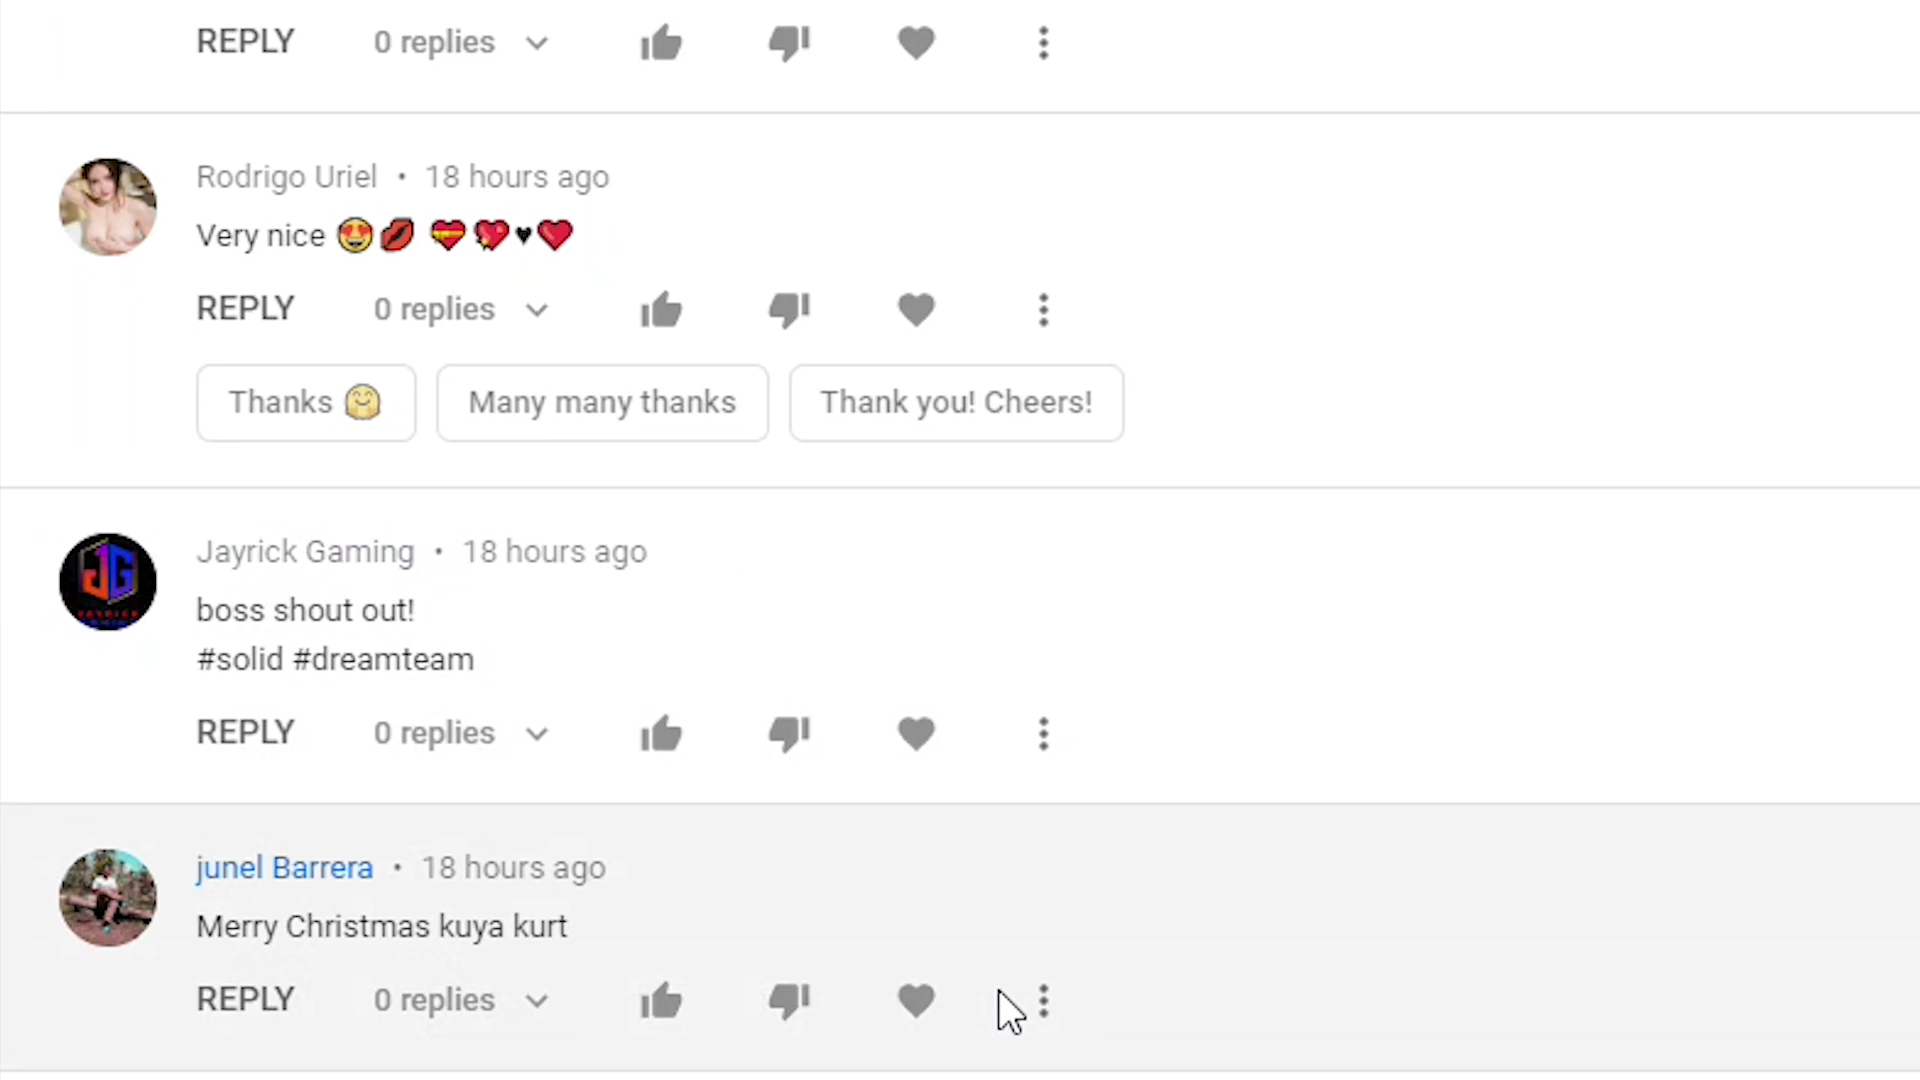 REPLY 0 replies
Rodrigo Uriel • 18 hours ago
Very nice 😍💋 💝💖♥❤
REPLY 0 replies
Thanks 🤗 Many many thanks Thank you! Cheers!
Jayrick Gaming • 18 hours ago
boss shout out!
#solid #dreamteam
REPLY 0 replies
junel Barrera • 18 hours ago
Merry Christmas kuya kurt
REPLY 0 replies